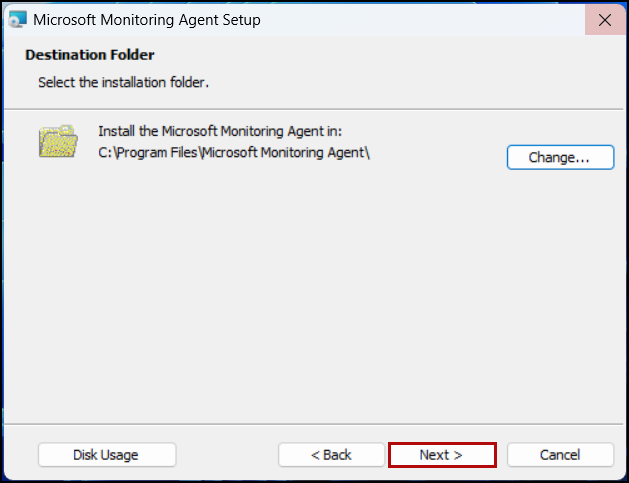 Microsoft Monitoring Agent Setup
Destination Folder
Select the installation folder.
Install the Microsoft Monitoring Agent in:
C:\Program Files\Microsoft Monitoring Agent\
Change...
Disk Usage
< Back
Next >
Cancel